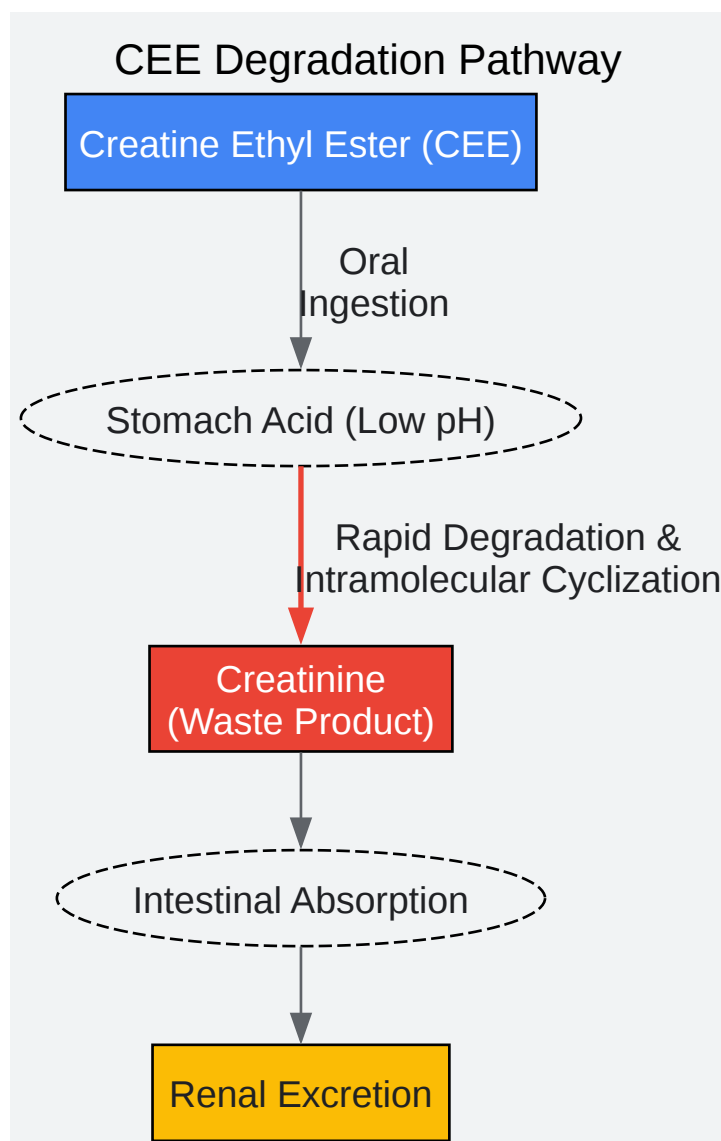 CEE Degradation Pathway
Creatine Ethyl Ester (CEE)
Oral
Ingestion
Stomach Acid (Low pH)
Rapid Degradation &
Intramolecular Cyclization
Creatinine
(Waste Product)
Intestinal Absorption
Renal Excretion